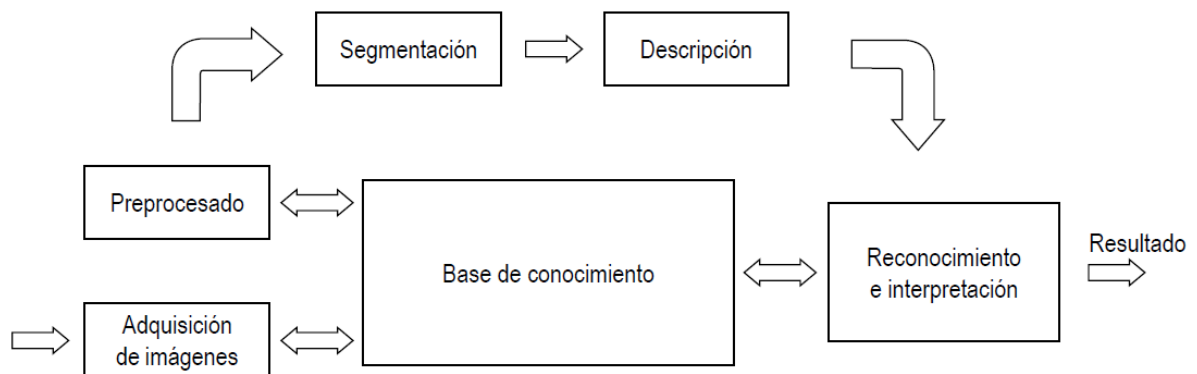 Segmentación
Descripción
Preprocesado
Base de conocimiento
Reconocimiento
e interpretación
Resultado
Adquisición
de imágenes